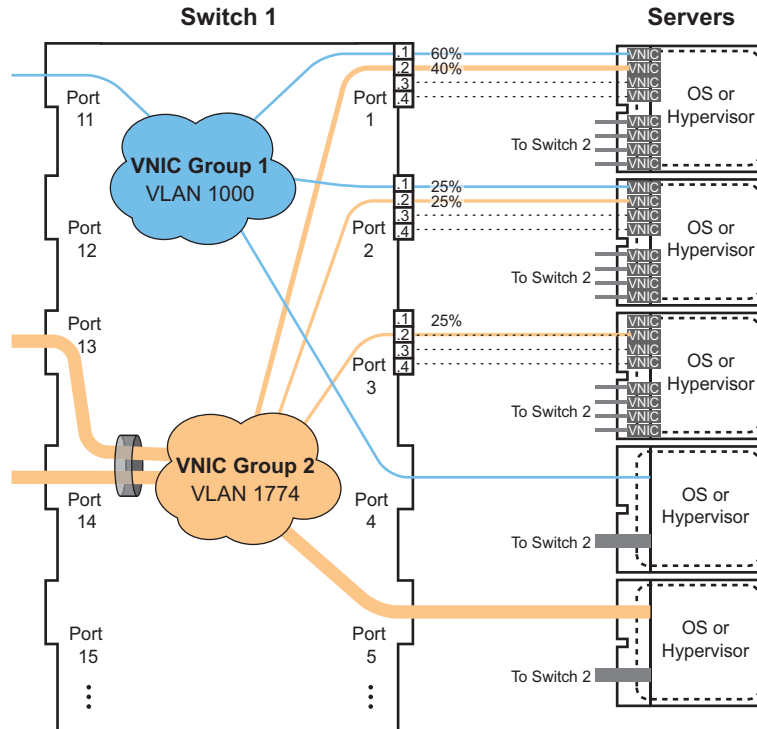 Switch 1
Servers
Port
11
Port
12
Port
13
Port
14
Port
15
VNIC Group 1
VLAN 1000
VNIC Group 2
VLAN 1774
.1
.2
.3
.4
Port
1
60%
40%
.1
.2
.3
.4
Port
2
25%
25%
.1
.2
.3
.4
Port
3
25%
Port
4
Port
5
VNIC
VNIC
VNIC
VNIC
To Switch 2
VNIC
VNIC
VNIC
VNIC
OS or
Hypervisor
VNIC
VNIC
VNIC
VNIC
To Switch 2
VNIC
VNIC
VNIC
VNIC
OS or
Hypervisor
VNIC
VNIC
VNIC
VNIC
To Switch 2
VNIC
VNIC
VNIC
VNIC
OS or
Hypervisor
To Switch 2
OS or
Hypervisor
To Switch 2
OS or
Hypervisor